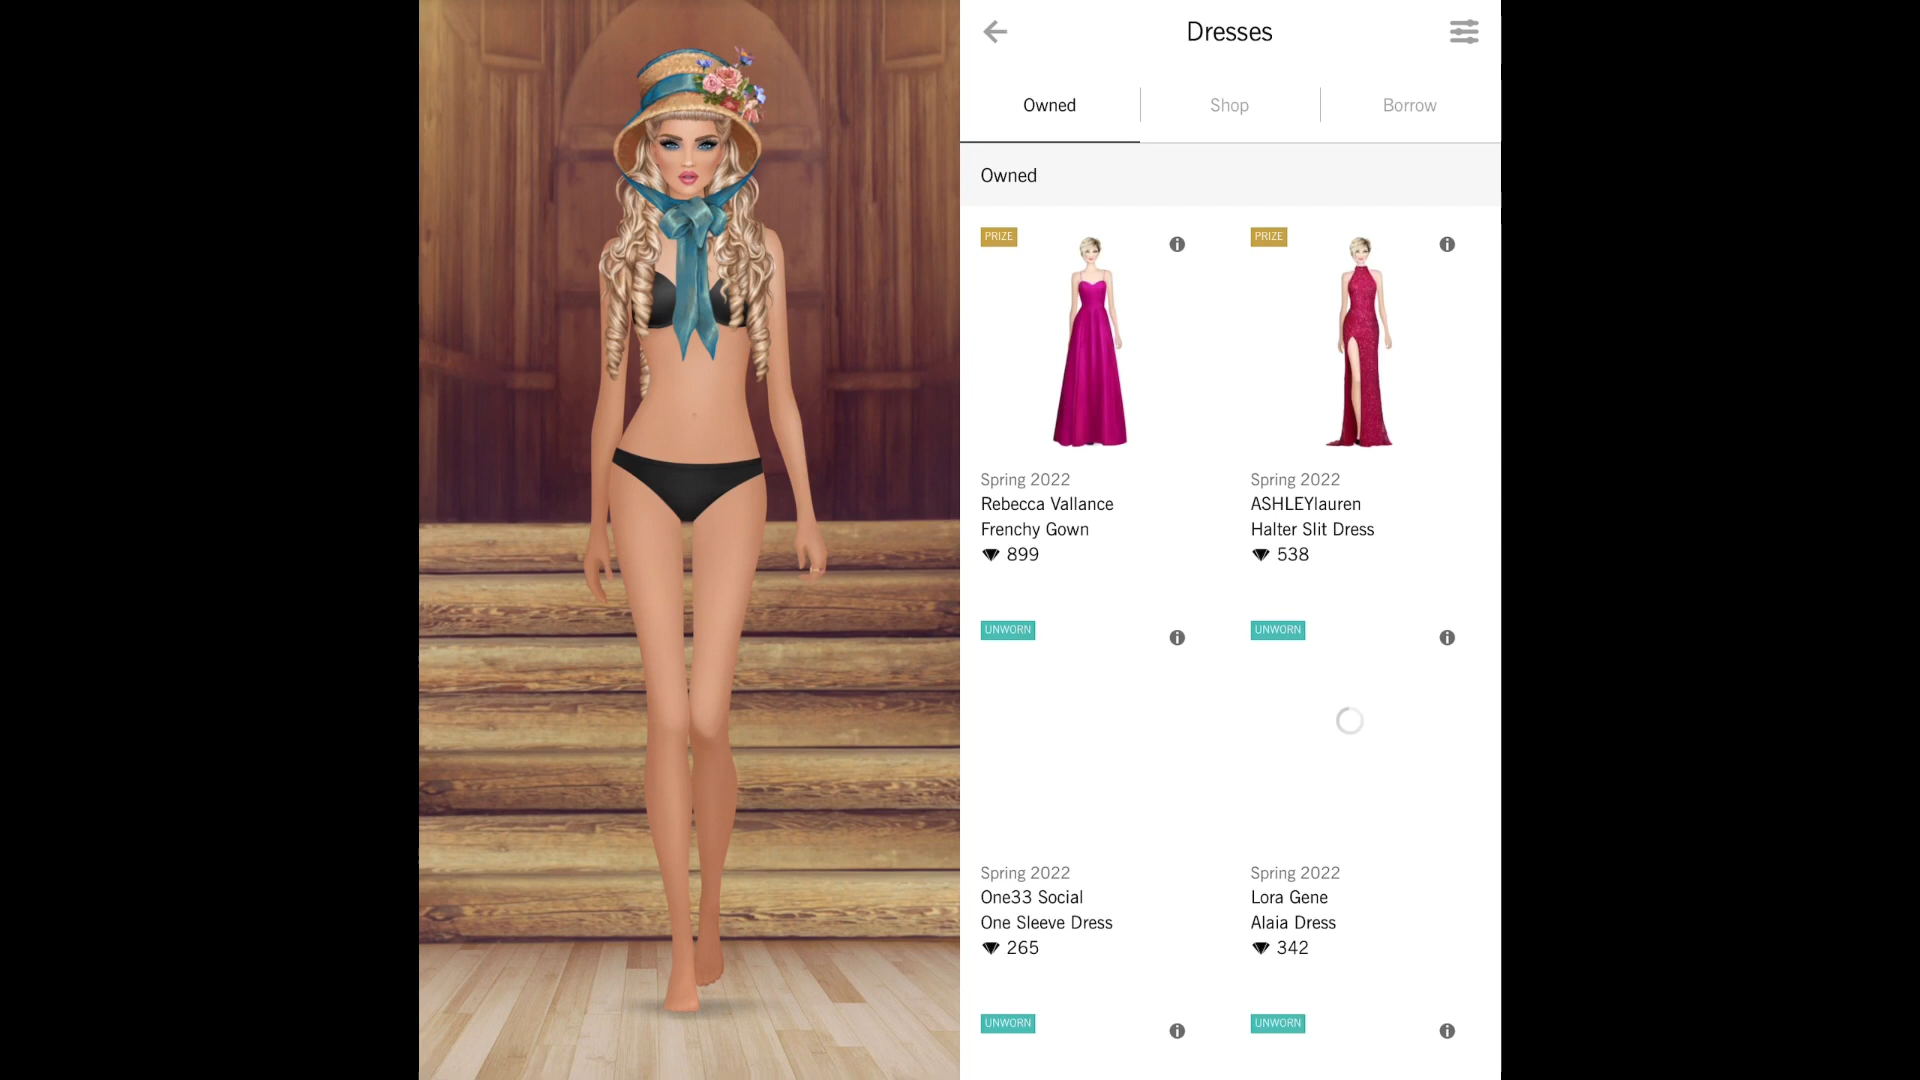 Dresses
Owned
Shop
Borrow
Owned
PRIZE
Spring 2022
Rebecca Vallance
Frenchy Gown
899
PRIZE
Spring 2022
ASHLEYlauren
Halter Slit Dress
538
UNWORN
Spring 2022
One33 Social
One Sleeve Dress
265
UNWORN
Spring 2022
Lora Gene
Alaia Dress
342
UNWORN
UNWORN